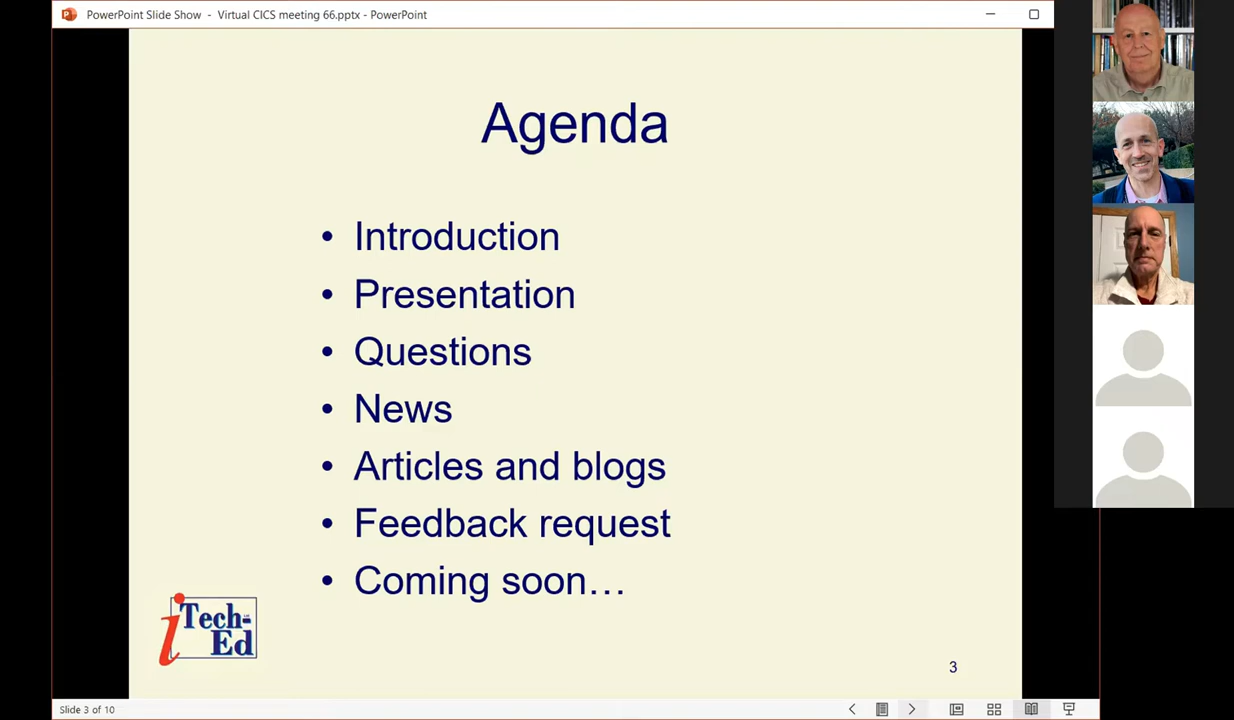 PowerPoint Slide Show - Virtual CICS meeting 66.pptx - PowerPoint
Agenda
• Introduction
• Presentation
• Questions
• News
• Articles and blogs
• Feedback request
• Coming soon…
iTech-
Ed
3
Slide 3 of 10